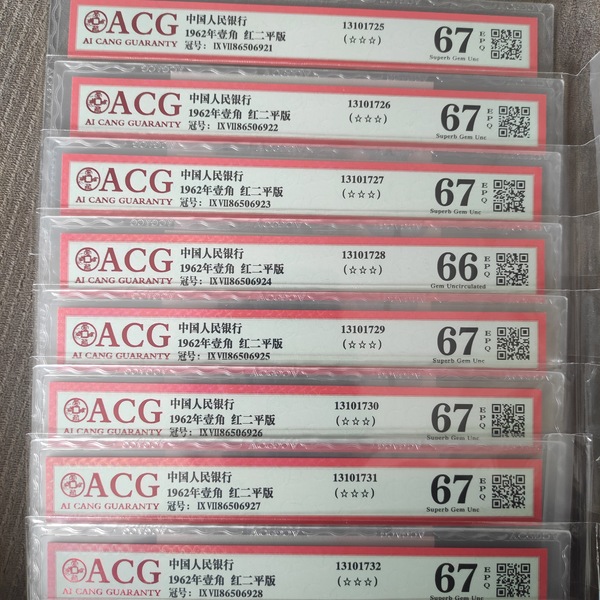 ACG
AI CANG GUARANTY
中国人民银行
1962年壹角 红二平版
冠号: IX VII86506921
13101725
(☆☆☆)
67 EPQ
Superb Gem Unc
ACG
AI CANG GUARANTY
中国人民银行
1962年壹角 红二平版
冠号: IX VII86506922
13101726
(☆☆☆)
67 EPQ
Superb Gem Unc
ACG
AI CANG GUARANTY
中国人民银行
1962年壹角 红二平版
冠号: IX VII86506923
13101727
(☆☆☆)
67 EPQ
Superb Gem Unc
ACG
AI CANG GUARANTY
中国人民银行
1962年壹角 红二平版
冠号: IX VII86506924
13101728
(☆☆☆)
66 EPQ
Gem Uncirculated
ACG
AI CANG GUARANTY
中国人民银行
1962年壹角 红二平版
冠号: IX VII86506925
13101729
(☆☆☆)
67 EPQ
Superb Gem Unc
ACG
AI CANG GUARANTY
中国人民银行
1962年壹角 红二平版
冠号: IX VII86506926
13101730
(☆☆☆)
67 EPQ
Superb Gem Unc
ACG
AI CANG GUARANTY
中国人民银行
1962年壹角 红二平版
冠号: IX VII86506927
13101731
(☆☆☆)
67 EPQ
Superb Gem Unc
ACG
AI CANG GUARANTY
中国人民银行
1962年壹角 红二平版
冠号: IX VII86506928
13101732
(☆☆☆)
67 EPQ
Superb Gem Unc